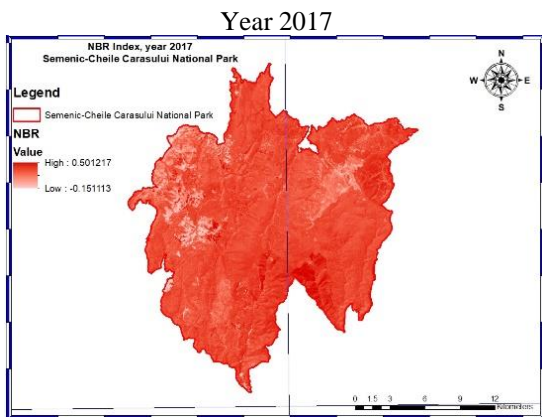 Year 2017
NBR Index, year 2017
Semenic-Cheile Carasului National Park
N
W E
S
Legend
Semenic-Cheile Carasului National Park
NBR
Value
High : 0.501217
Low : -0.151113
0 1.5 3 6 9 12
Kilometers